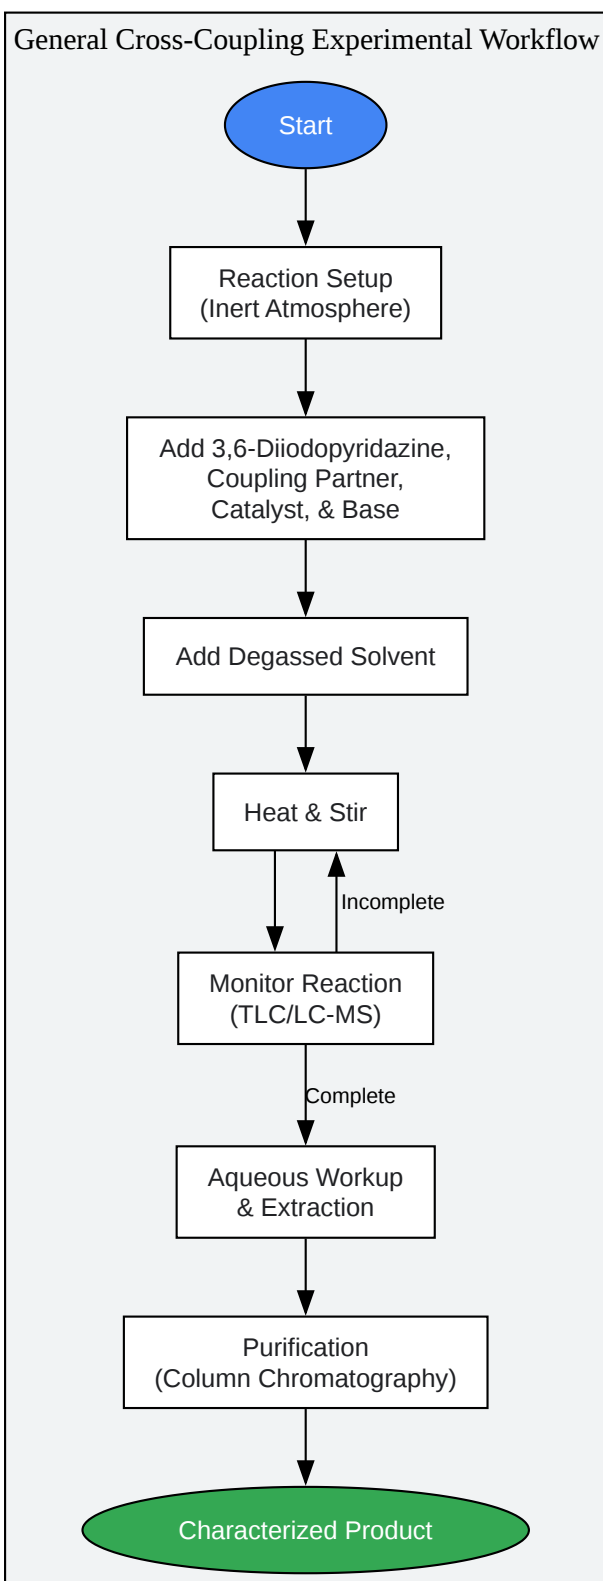 General Cross-Coupling Experimental Workflow
Start
Reaction Setup
(Inert Atmosphere)
Add 3,6-Diiodopyridazine,
Coupling Partner,
Catalyst, & Base
Add Degassed Solvent
Heat & Stir
Incomplete
Monitor Reaction
(TLC/LC-MS)
Complete
Aqueous Workup
& Extraction
Purification
(Column Chromatography)
Characterized Product